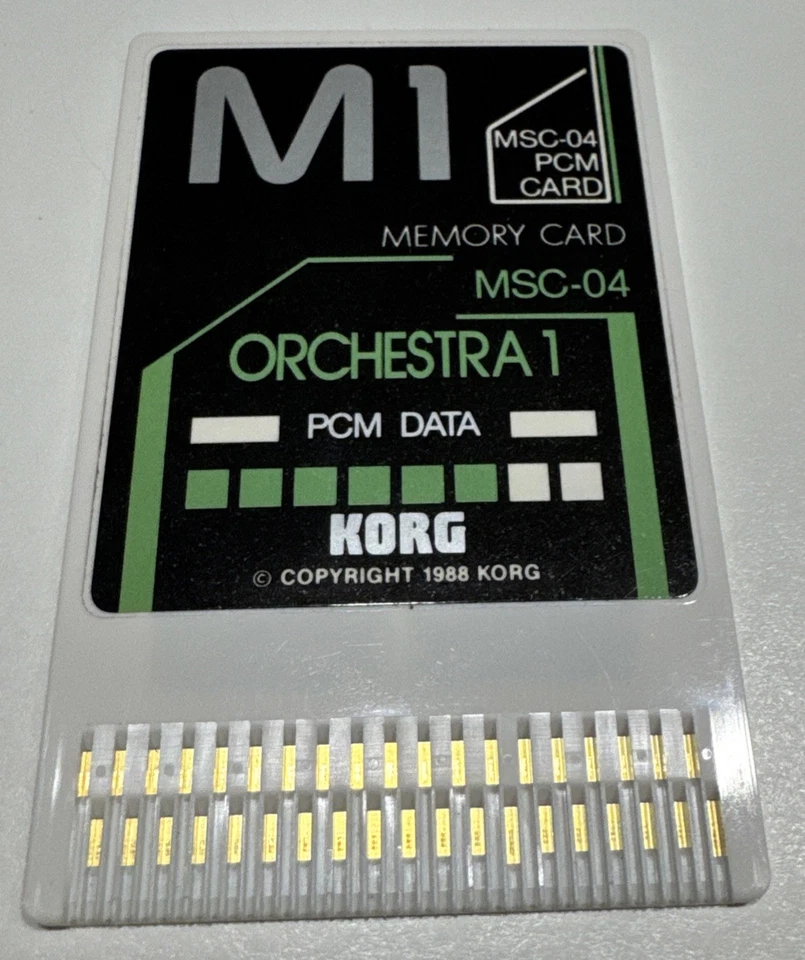 M1
MSC-04
PCM
CARD
MEMORY CARD
MSC-04
ORCHESTRA 1
PCM DATA
KORG
© COPYRIGHT 1988 KORG